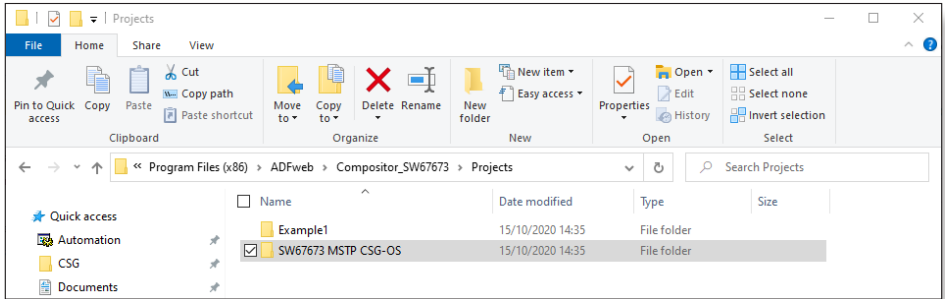 Projects
File Home Share View
Pin to Quick access
Copy
Paste
Cut
Copy path
Paste shortcut
Clipboard
Move to
Copy to
Delete
Rename
Organize
New folder
New item
Easy access
New
Properties
Open
Edit
History
Open
Select all
Select none
Invert selection
Select
« Program Files (x86) > ADFweb > Compositor_SW67673 > Projects
Search Projects
Name Date modified Type Size
Quick access
Automation
CSG
Documents
Example1 15/10/2020 14:35 File folder
SW67673 MSTP CSG-OS 15/10/2020 14:35 File folder